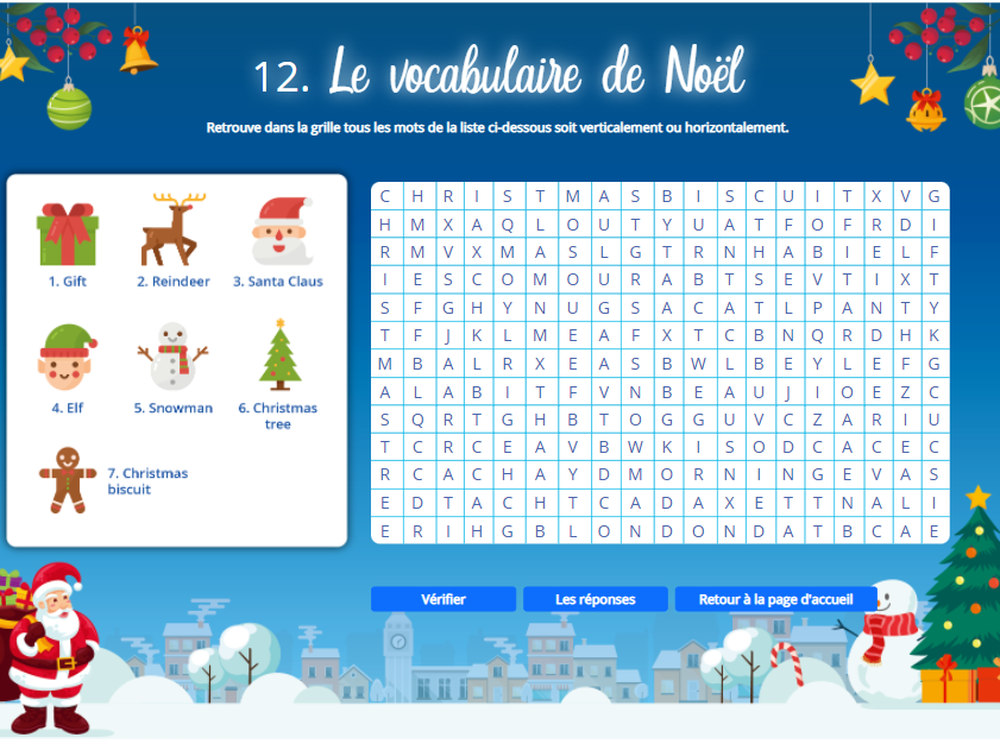 12. Le vocabulaire de Noël
Retrouve dans la grille tous les mots de la liste ci-dessous soit verticalement ou horizontalement.
1. Gift
2. Reindeer
3. Santa Claus
4. Elf
5. Snowman
6. Christmas
tree
7. Christmas
biscuit
C H R I S T M A S B I S C U I T X V G
H M X A Q L O U T Y U A T F O F R D I
R M V X M A S L G T R N H A B I E L F
I E S C O M O U R A B T S E V T I X T
S F G H Y N U G S A C A T L P A N T Y
T F J K L M E A F X T C B N Q R D H K
M B A L R X E A S B W L B E Y L E F G
A L A B I T F V N B E A U J I O E Z C
S Q R T G H B T O G G U V C Z A R I U
T C R C E A V B W K I S O D C A C E C
R C A C H A Y D M O R N I N G E V A S
E D T A C H T C A D A X E T T N A L I
E R I H G B L O N D O N D A T B C A E
Vérifier
Les réponses
Retour à la page d'accueil